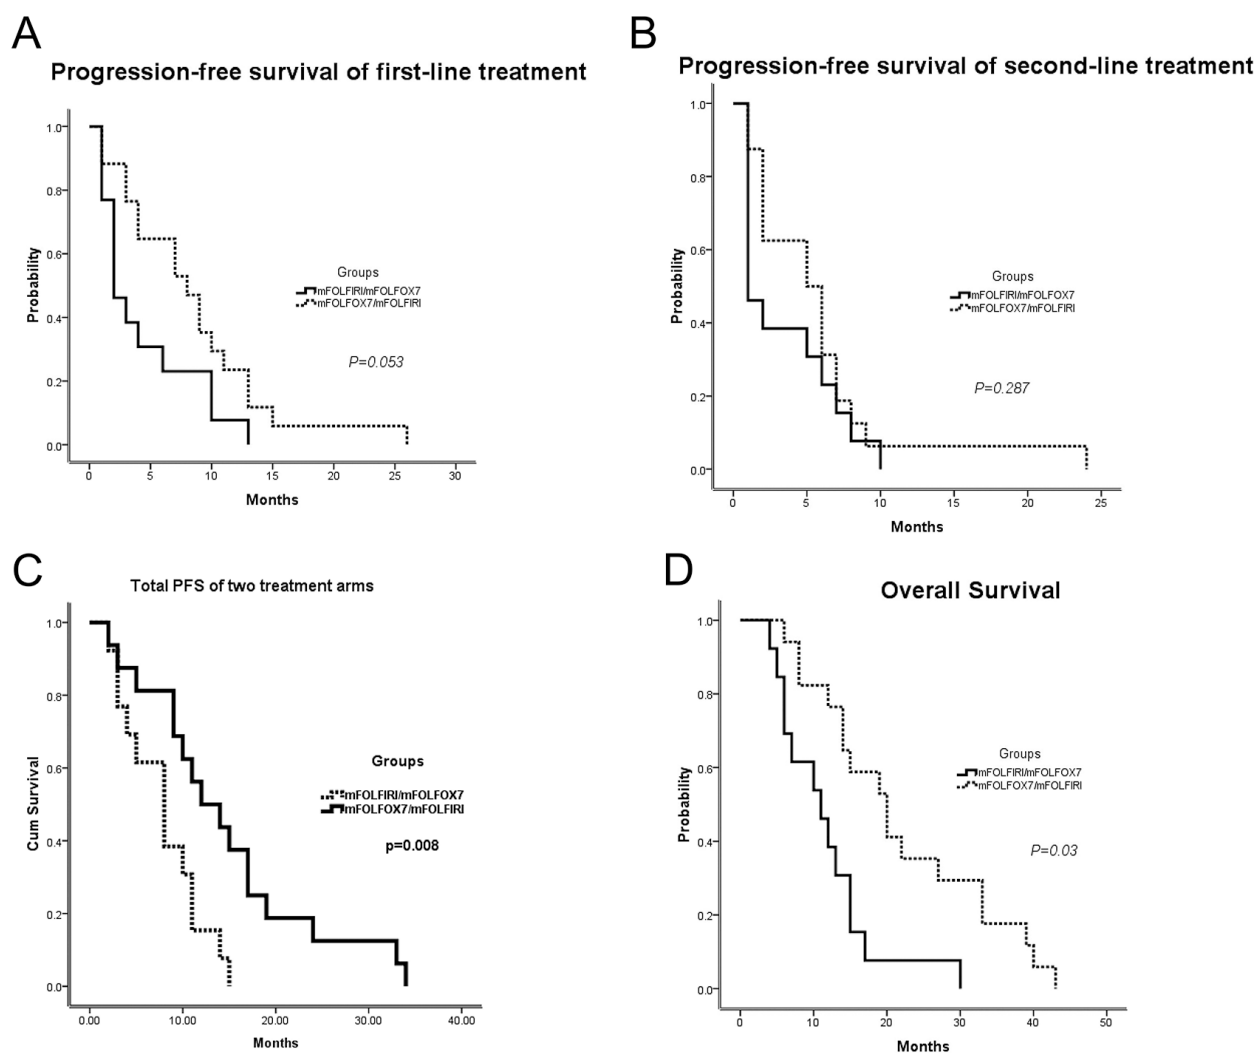 A
Progression-free survival of first-line treatment
1.0
0.8
0.6
0.4
0.2
0.0
Probability
Groups
mFOLFIRI/mFOLFOX7
mFOLFOX7/mFOLFIRI
P=0.053
0 5 10 15 20 25 30
Months
B
Progression-free survival of second-line treatment
1.0
0.8
0.6
0.4
0.2
0.0
Probability
Groups
mFOLFIRI/mFOLFOX7
mFOLFOX7/mFOLFIRI
P=0.287
0 5 10 15 20 25
Months
C
Total PFS of two treatment arms
1.0
0.8
0.6
0.4
0.2
0.0
Cum Survival
Groups
mFOLFIRI/mFOLFOX7
mFOLFOX7/mFOLFIRI
p=0.008
0.00 10.00 20.00 30.00 40.00
Months
D
Overall Survival
1.0
0.8
0.6
0.4
0.2
0.0
Probability
Groups
mFOLFIRI/mFOLFOX7
mFOLFOX7/mFOLFIRI
P=0.03
0 10 20 30 40 50
Months